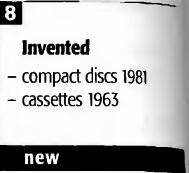 8
Invented
– compact discs 1981
– cassettes 1963
new